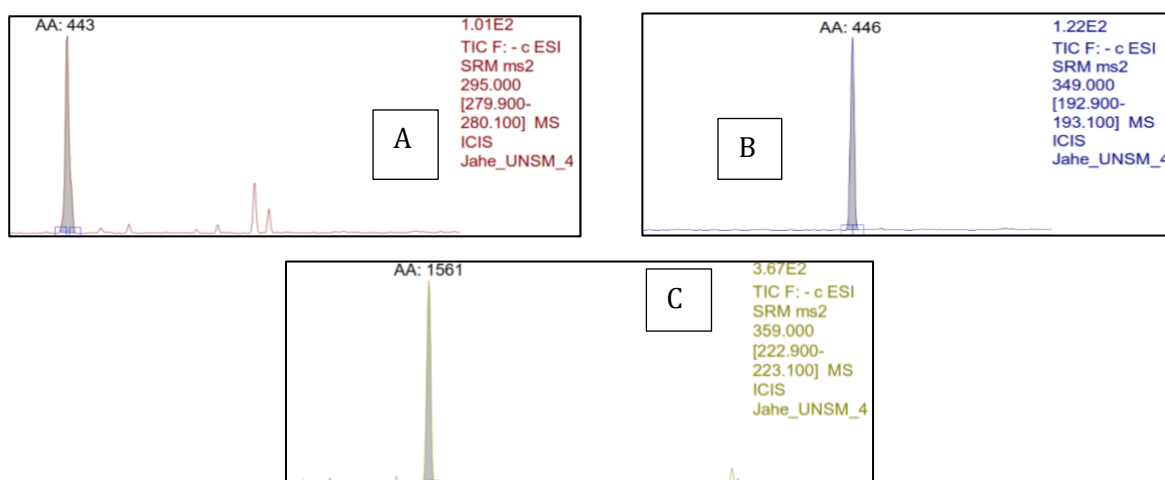 AA: 443
1.01E2
TIC F: - c ESI
SRM ms2
295.000
[279.900-
280.100] MS
ICIS
Jahe_UNSM_4
A
AA: 446
1.22E2
TIC F: - c ESI
SRM ms2
349.000
[192.900-
193.100] MS
ICIS
Jahe_UNSM_4
B
AA: 1561
3.67E2
TIC F: - c ESI
SRM ms2
359.000
[222.900-
223.100] MS
ICIS
Jahe_UNSM_4
C